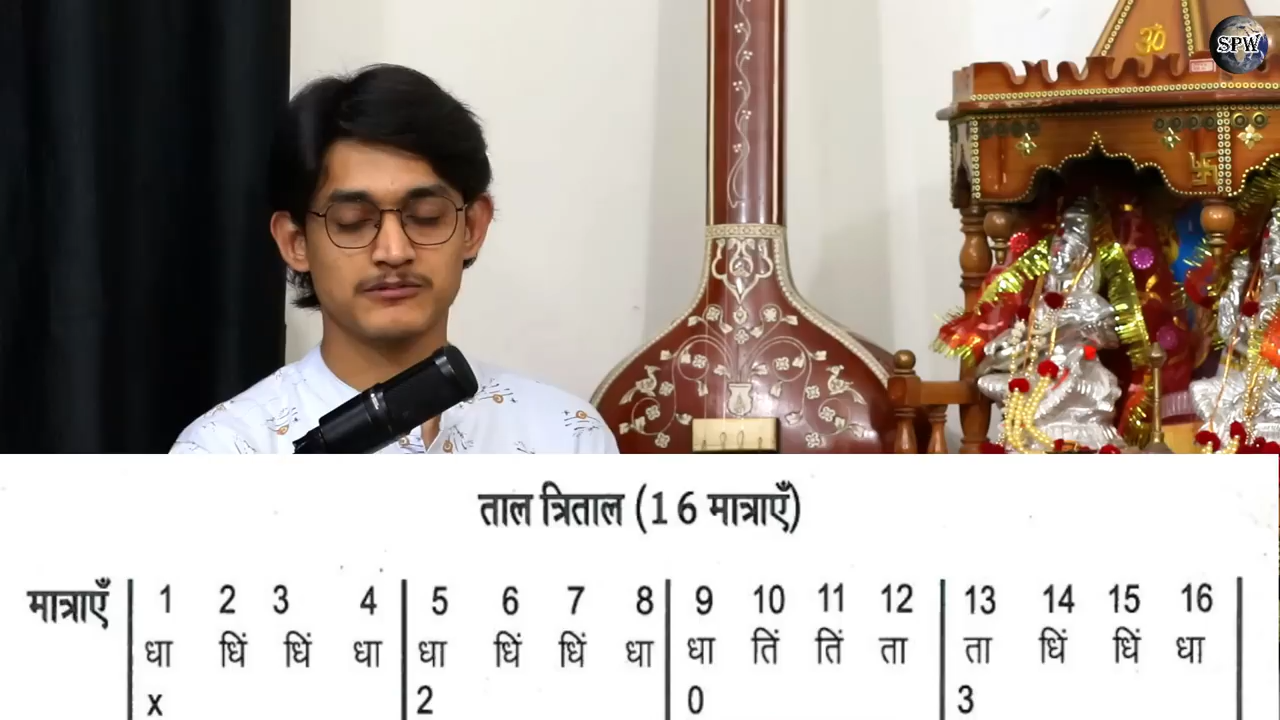 ॐ
SPW
ताल त्रिताल (16 मात्राएँ)
मात्राएँ 1 2 3 4 5 6 7 8 9 10 11 12 13 14 15 16
धा धिं धिं धा धा धिं धिं धा धा तिं तिं ता ता धिं धिं धा
x 2 0 3